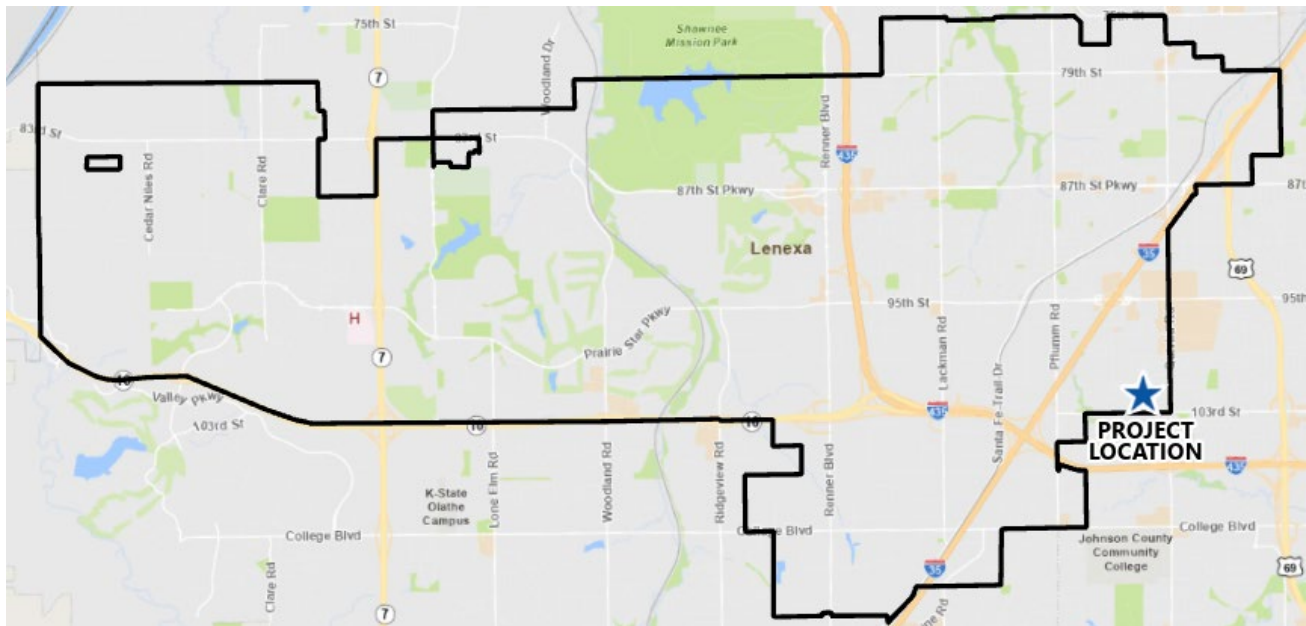 75th St
75th St
Shawnee
Mission Park
Woodland Dr
7
79th St
Renner Blvd
83rd St
83rd St
Cedar Niles Rd
Clare Rd
435
87th St Pkwy
87th St Pkwy
87th
Lenexa
35
69
95th St
95th
H
Prairie Star Pkwy
Lackman Rd
Pflumm Rd
7
Santa Fe Trail Dr
10
Valley Pkwy
103rd St
10
10
435
103rd St
PROJECT
LOCATION
435
K-State
Olathe
Campus
Lone Elm Rd
Woodland Rd
Ridgeview Rd
Renner Blvd
College Blvd
College Blvd
College Blvd
Johnson County
Community
College
Clare Rd
35
69
7